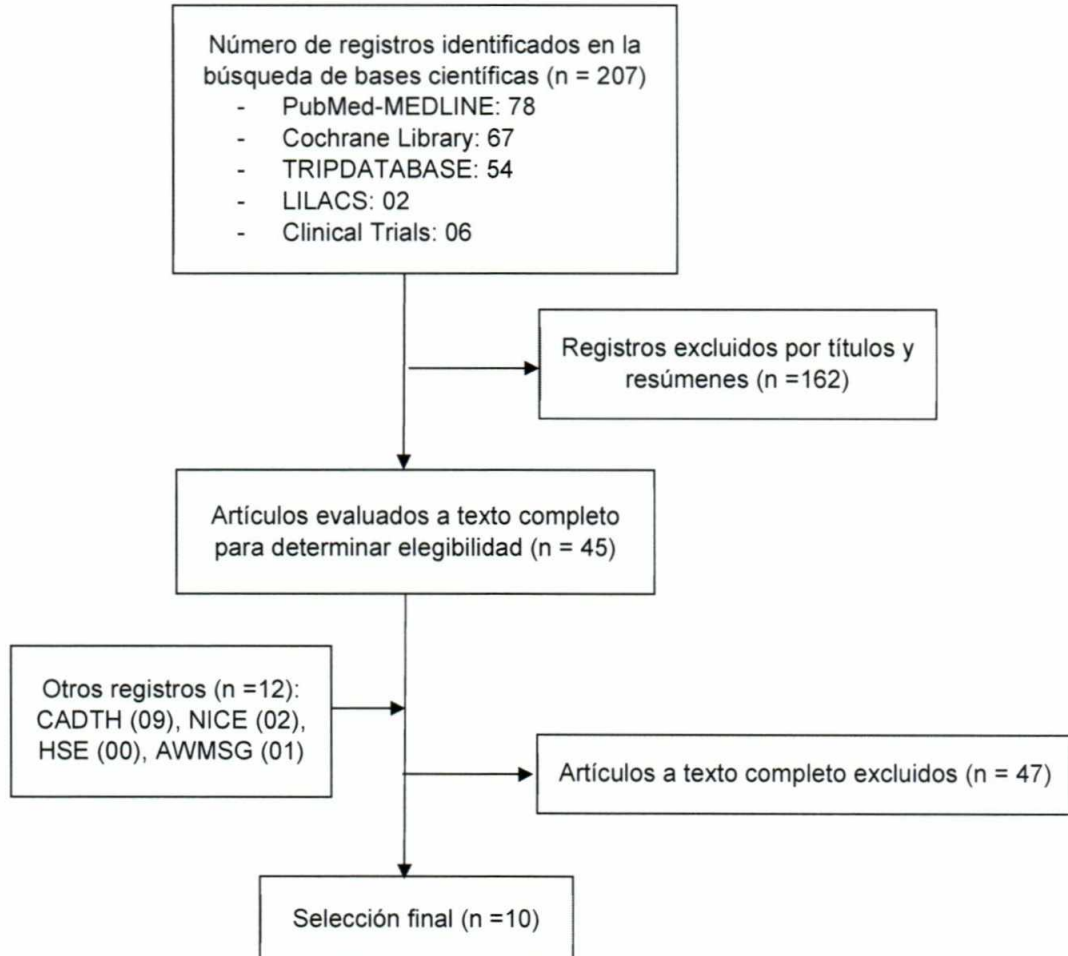 Número de registros identificados en la
búsqueda de bases científicas (n = 207)
- PubMed-MEDLINE: 78
- Cochrane Library: 67
- TRIPDATABASE: 54
- LILACS: 02
- Clinical Trials: 06
Registros excluidos por títulos y
resúmenes (n =162)
Artículos evaluados a texto completo
para determinar elegibilidad (n = 45)
Otros registros (n =12):
CADTH (09), NICE (02),
HSE (00), AWMSG (01)
Artículos a texto completo excluidos (n = 47)
Selección final (n =10)